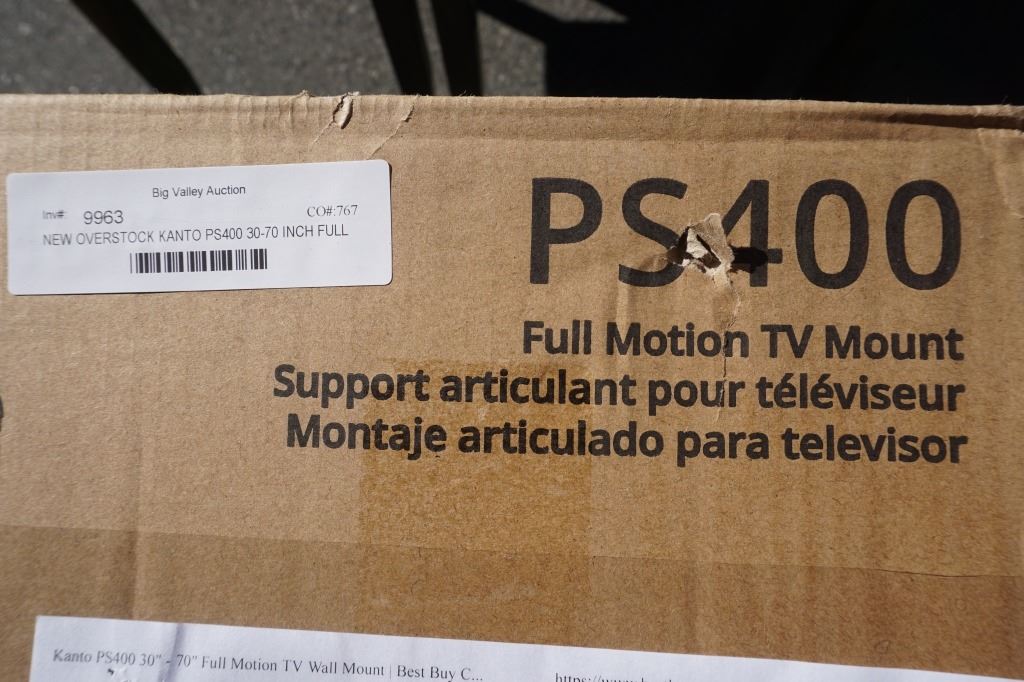 Big Valley Auction
Inv#: 9963 CO#:767
NEW OVERSTOCK KANTO PS400 30-70 INCH FULL
PS400
Full Motion TV Mount
Support articulant pour téléviseur
Montaje articulado para televisor
Kanto PS400 30" - 70" Full Motion TV Wall Mount | Best Buy C...